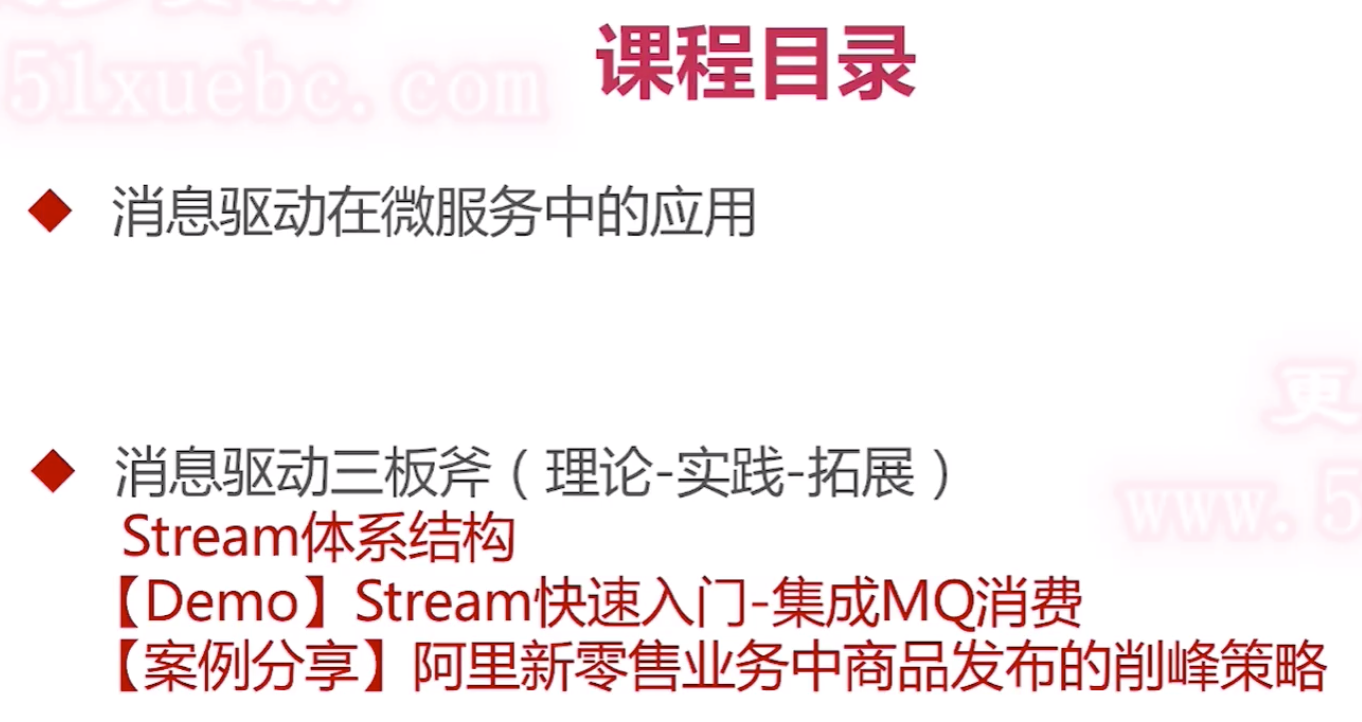 51xuebc.com
课程目录
消息驱动在微服务中的应用
更
消息驱动三板斧（理论-实践-拓展）
www.5
Stream体系结构
【Demo】Stream快速入门-集成MQ消费
【案例分享】阿里新零售业务中商品发布的削峰策略